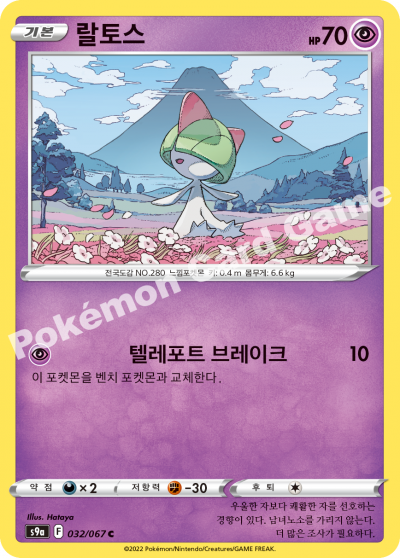 기본 랄토스 HP 70
전국도감 NO.280 느낌포켓몬 키: 0.4 m 몸무게: 6.6 kg
Pokémon Card Game
텔레포트 브레이크 10
이 포켓몬을 벤치 포켓몬과 교체한다.
약점 ×2 저항력 -30 후퇴
우울한 자보다 쾌활한 자를 선호하는
경향이 있다. 남녀노소를 가리지 않는다.
더 많은 조사가 필요하다.
Illus. Hataya
s9a F 032/067 C
©2022 Pokémon/Nintendo/Creatures/GAME FREAK.